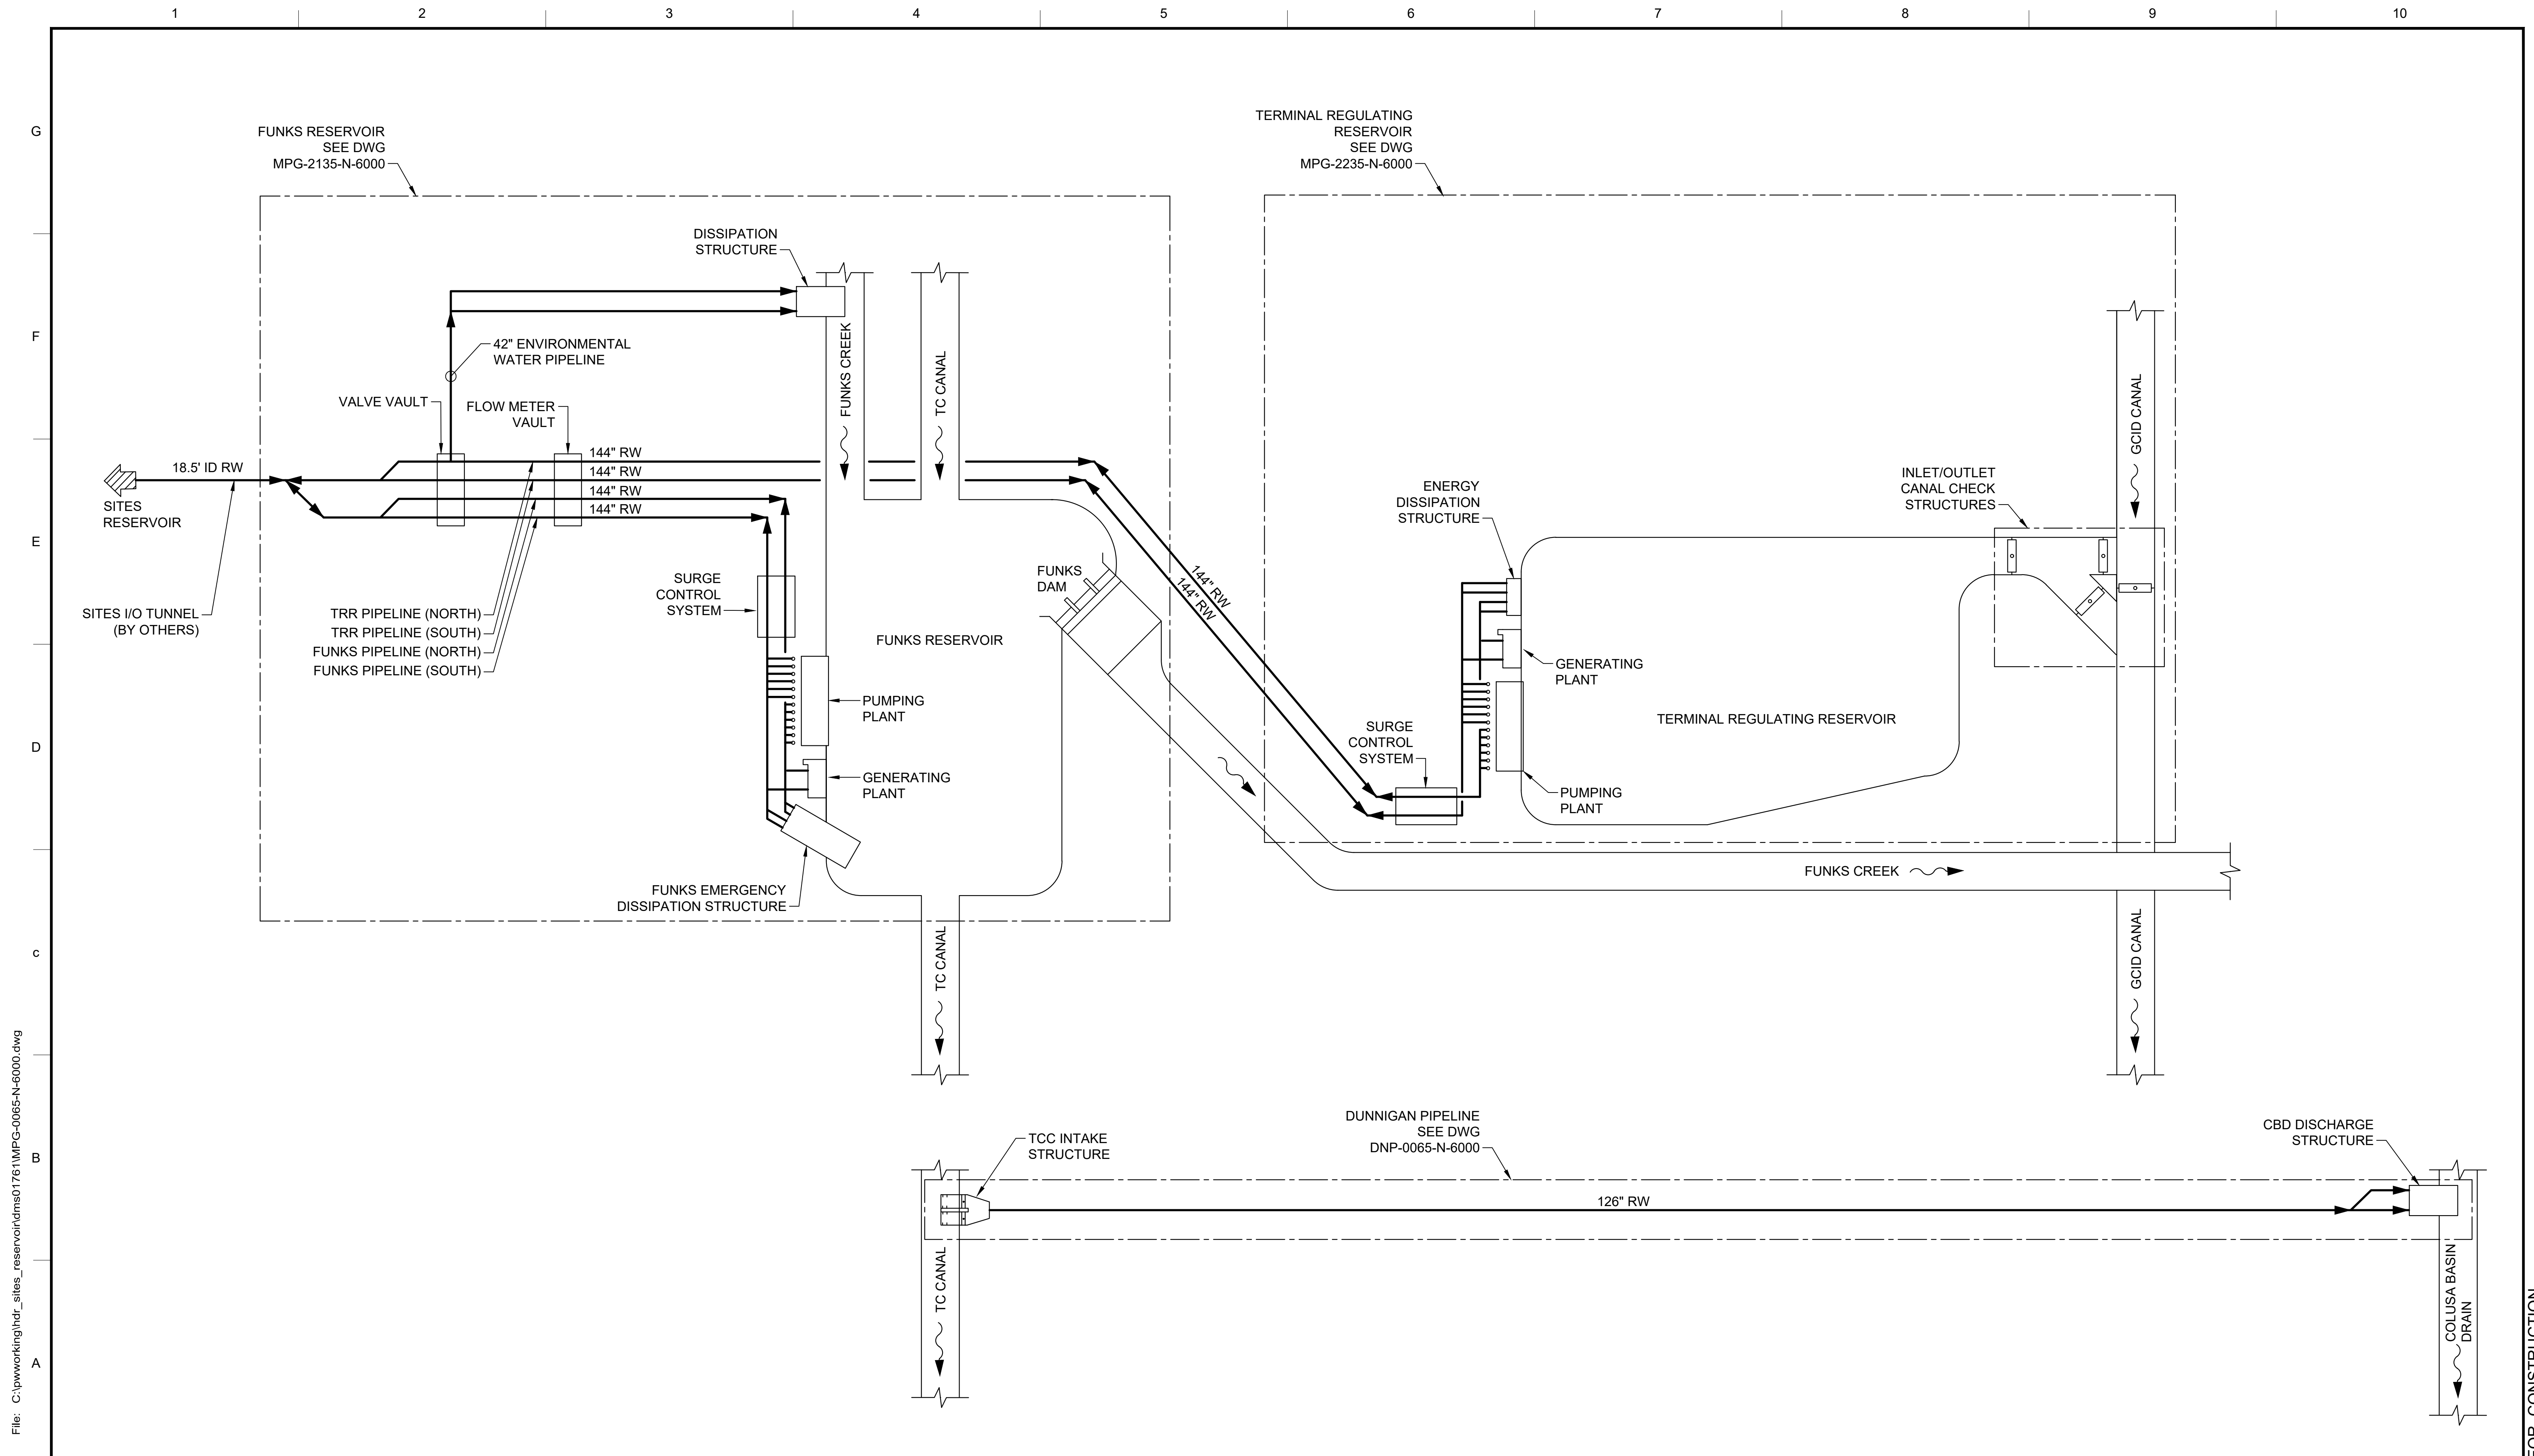 1 2 3 4 5 6 7 8 9 10
G
FUNKS RESERVOIR
SEE DWG
MPG-2135-N-6000
TERMINAL REGULATING
RESERVOIR
SEE DWG
MPG-2235-N-6000
DISSIPATION
STRUCTURE
F
42" ENVIRONMENTAL
WATER PIPELINE
FUNKS CREEK
TC CANAL
GCID CANAL
VALVE VAULT
FLOW METER
VAULT
144" RW
144" RW
144" RW
144" RW
18.5' ID RW
SITES
RESERVOIR
INLET/OUTLET
CANAL CHECK
STRUCTURES
ENERGY
DISSIPATION
STRUCTURE
E
SURGE
CONTROL
SYSTEM
FUNKS
DAM
144" RW
144" RW
SITES I/O TUNNEL
(BY OTHERS)
TRR PIPELINE (NORTH)
TRR PIPELINE (SOUTH)
FUNKS PIPELINE (NORTH)
FUNKS PIPELINE (SOUTH)
FUNKS RESERVOIR
GENERATING
PLANT
PUMPING
PLANT
TERMINAL REGULATING RESERVOIR
SURGE
CONTROL
SYSTEM
D
GENERATING
PLANT
PUMPING
PLANT
FUNKS CREEK
FUNKS EMERGENCY
DISSIPATION STRUCTURE
c
TC CANAL
GCID CANAL
File: C:\pwworking\hdr_sites_reservoir\dms01761\MPG-0065-N-6000.dwg
B
TCC INTAKE
STRUCTURE
DUNNIGAN PIPELINE
SEE DWG
DNP-0065-N-6000
CBD DISCHARGE
STRUCTURE
126" RW
TC CANAL
COLUSA BASIN
DRAIN
A
CONSTRUCTION